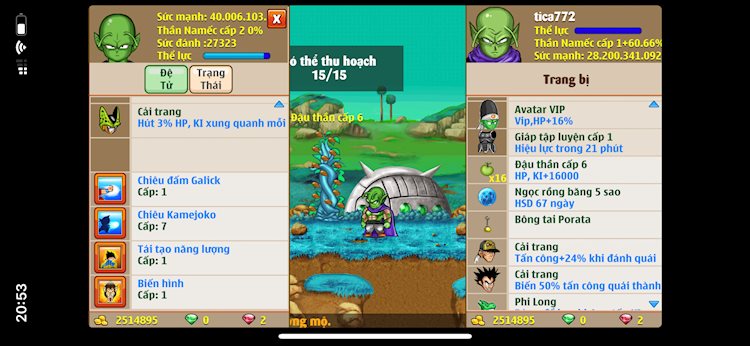 20:53
Sức mạnh: 40.006.103.
Thần Namếc cấp 2 0%
Sức đánh :27323
Thể lực
X
Đệ
Tử
Trạng
Thái
Cải trang
Hút 3% HP, KI xung quanh mỗi
Chiêu đấm Galick
Cấp: 1
Chiêu Kamejoko
Cấp: 7
Tái tạo năng lượng
Cấp: 1
Biến hình
Cấp: 1
2514895
0
2
ó thể thu hoạch
15/15
Đậu thần cấp 6
ng mộ.
tica772
Thể lực
Thần Namếc cấp 1+60.66%
Sức mạnh: 28.200.341.092
Trang bị
Avatar VIP
Vip,HP+16%
Giáp tập luyện cấp 1
Hiệu lực trong 21 phút
x16
Đậu thần cấp 6
HP, KI+16000
Ngọc rồng băng 5 sao
HSD 67 ngày
Bông tai Porata
Cải trang
Tấn công+24% khi đánh quái
Cải trang
Biến 50% tấn công quái thành
Phi Long
2514895
0
2